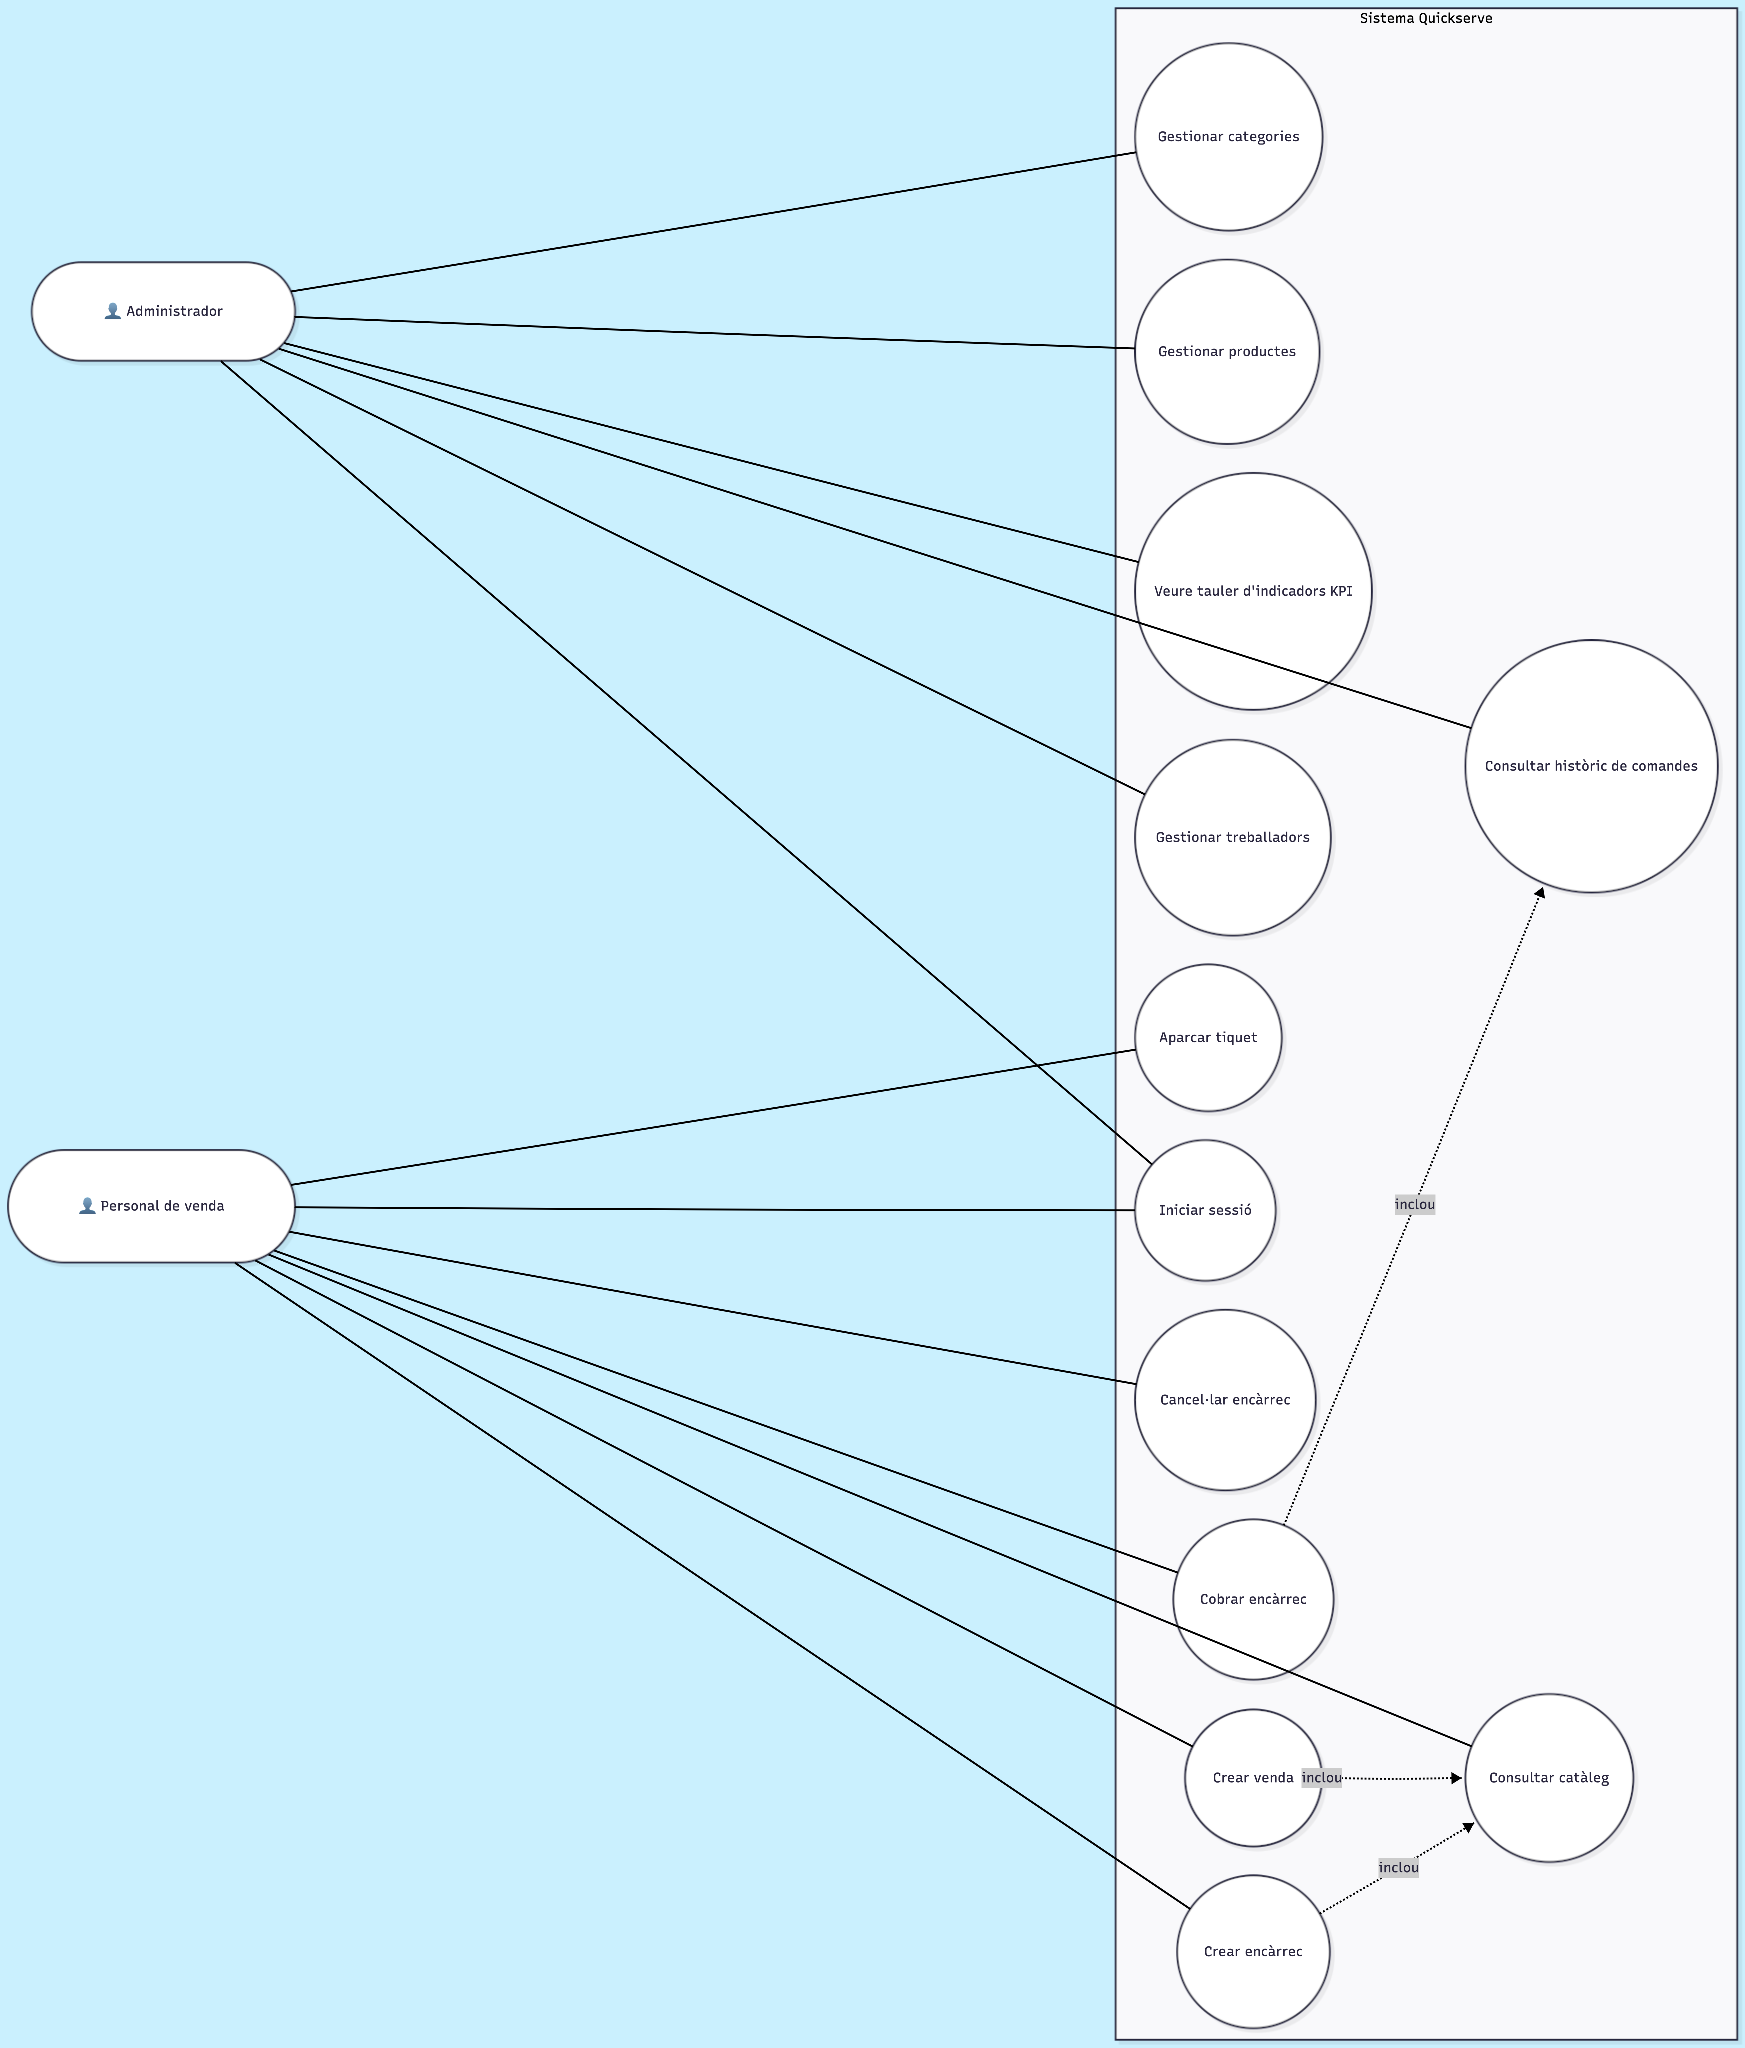 Sistema Quickserve
Gestionar categories
👤 Administrador
Gestionar productes
Veure tauler d'indicadors KPI
Consultar històric de comandes
Gestionar treballadors
Aparcar tiquet
👤 Personal de venda
Iniciar sessió
inclou
Cancel·lar encàrrec
Cobrar encàrrec
Crear venda
inclou
Consultar catàleg
inclou
Crear encàrrec